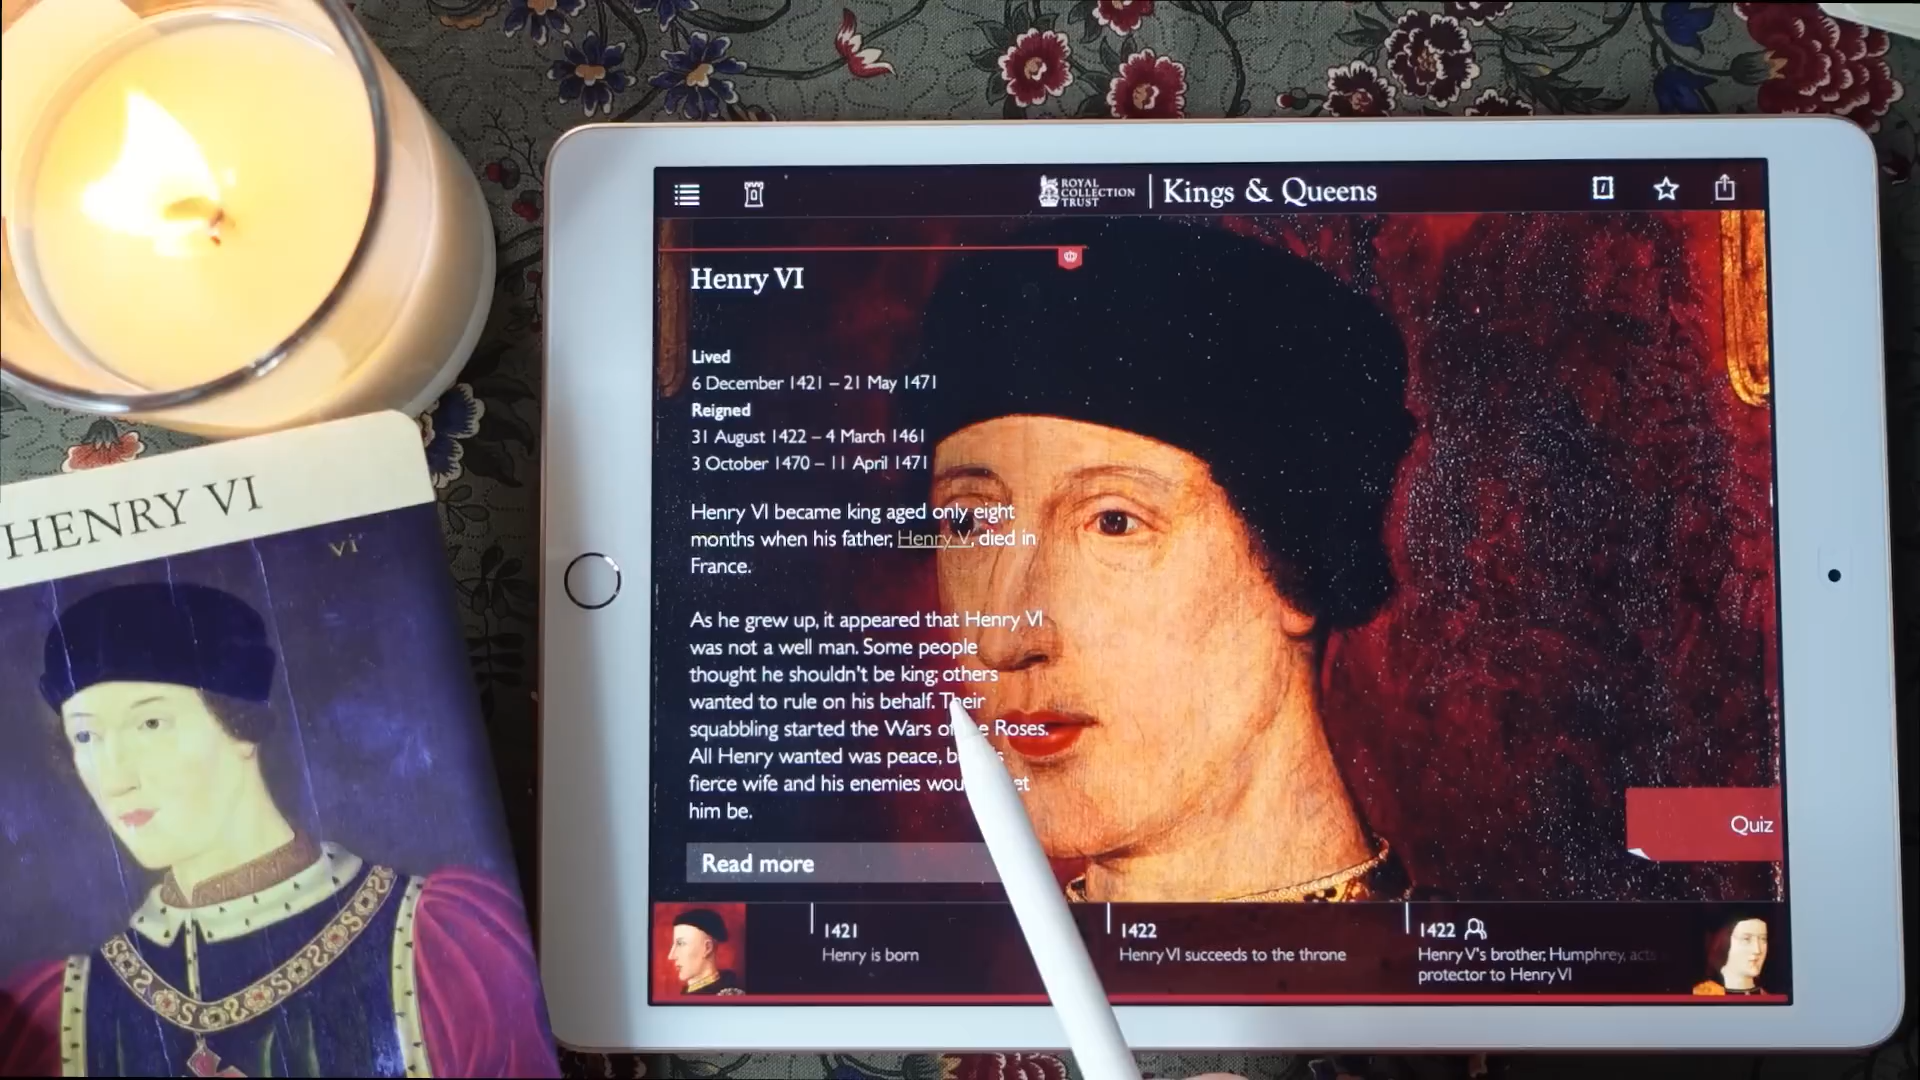 ROYAL
COLLECTION
TRUST
Kings & Queens
Henry VI
Lived
6 December 1421 – 21 May 1471
Reigned
31 August 1422 – 4 March 1461
3 October 1470 – 11 April 1471
Henry VI became king aged only eight
months when his father, Henry V, died in
France.
As he grew up, it appeared that Henry VI
was not a well man. Some people
thought he shouldn't be king; others
wanted to rule on his behalf. Their
squabbling started the Wars of Roses.
All Henry wanted was peace,
fierce wife and his enemies
him be.
Read more
Quiz
1421
Henry is born
1422
Henry VI succeeds to the throne
1422
Henry V's brother, Humphrey, acts
protector to Henry VI
HENRY VI
vi